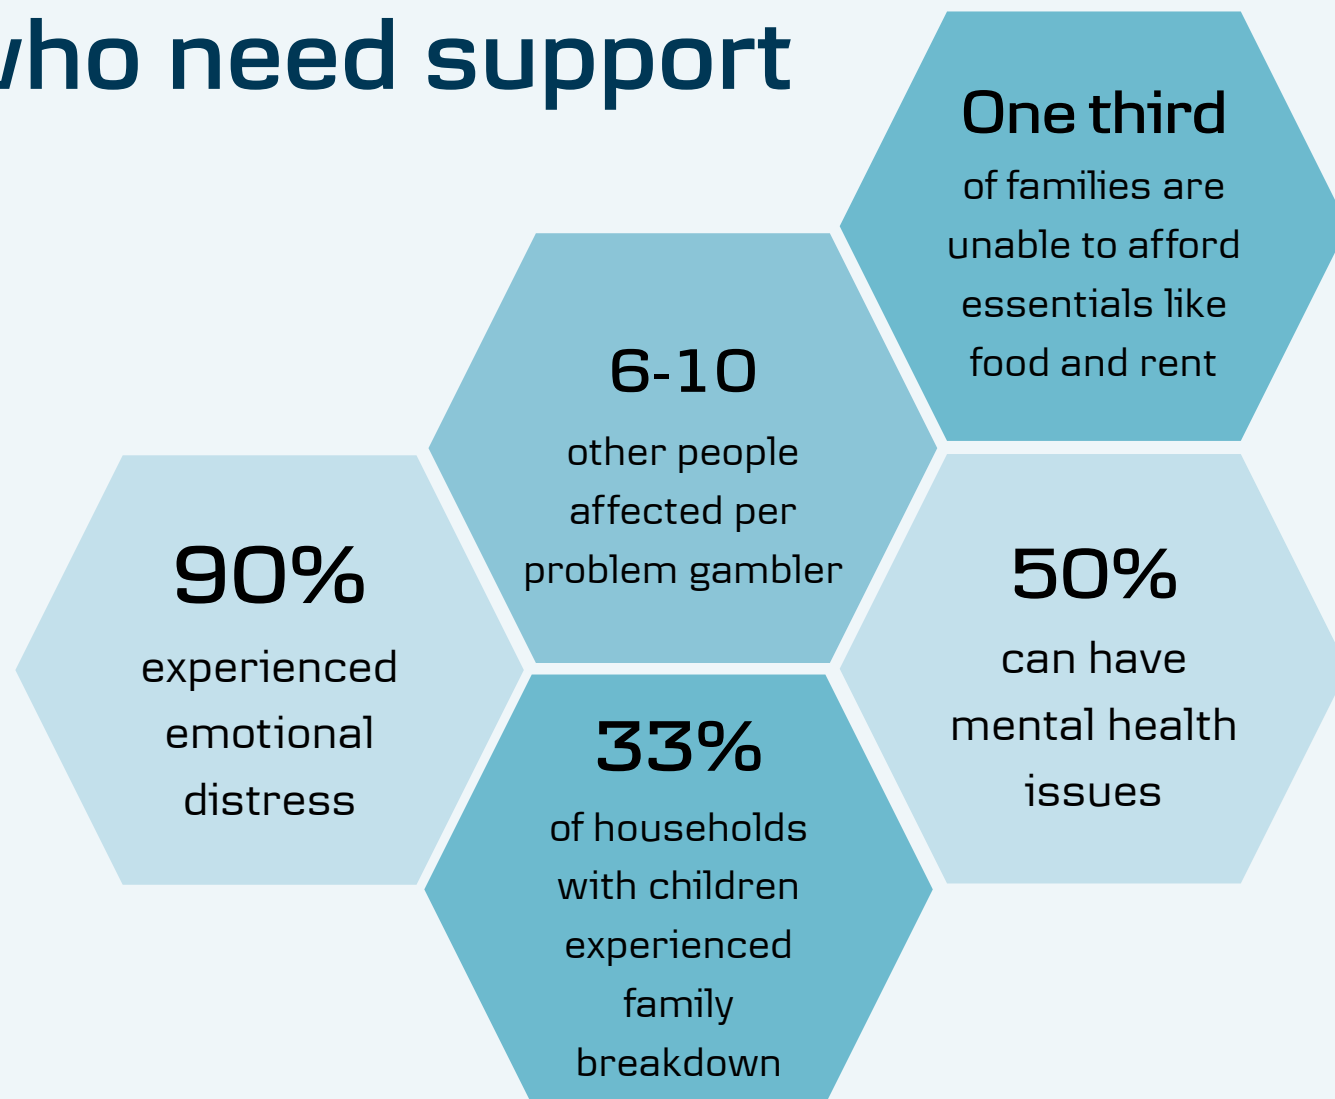 who need support
One third
of families are
unable to afford
essentials like
food and rent
6-10
other people
affected per
problem gambler
90%
experienced
emotional
distress
50%
can have
mental health
issues
33%
of households
with children
experienced
family
breakdown